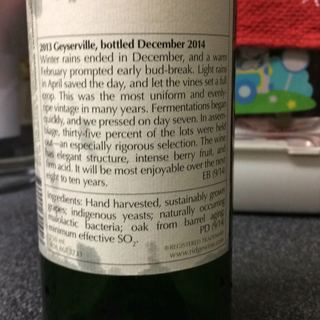 2013 Geyserville, bottled December 2014
Winter rains ended in December, and a warm
February prompted early bud-break. Light rains
in April saved the day, and let the vines set a full
crop. This was the most uniform and evenly-
ripe vintage in many years. Fermentations began
quickly, and we pressed on day seven. In assem-
blage, thirty-five percent of the lots were held
out—an especially rigorous selection. The wine
has elegant structure, intense berry fruit, and
firm acid. It will be most enjoyable over the next
eight to ten years. EB (9/14)
Ingredients: Hand harvested, sustainably grown
grapes; indigenous yeasts; naturally occurring
malolactic bacteria; oak from barrel aging;
minimum effective SO2. PD (9/14)
®REGISTERED TRADEMARK
www.ridgewine.com